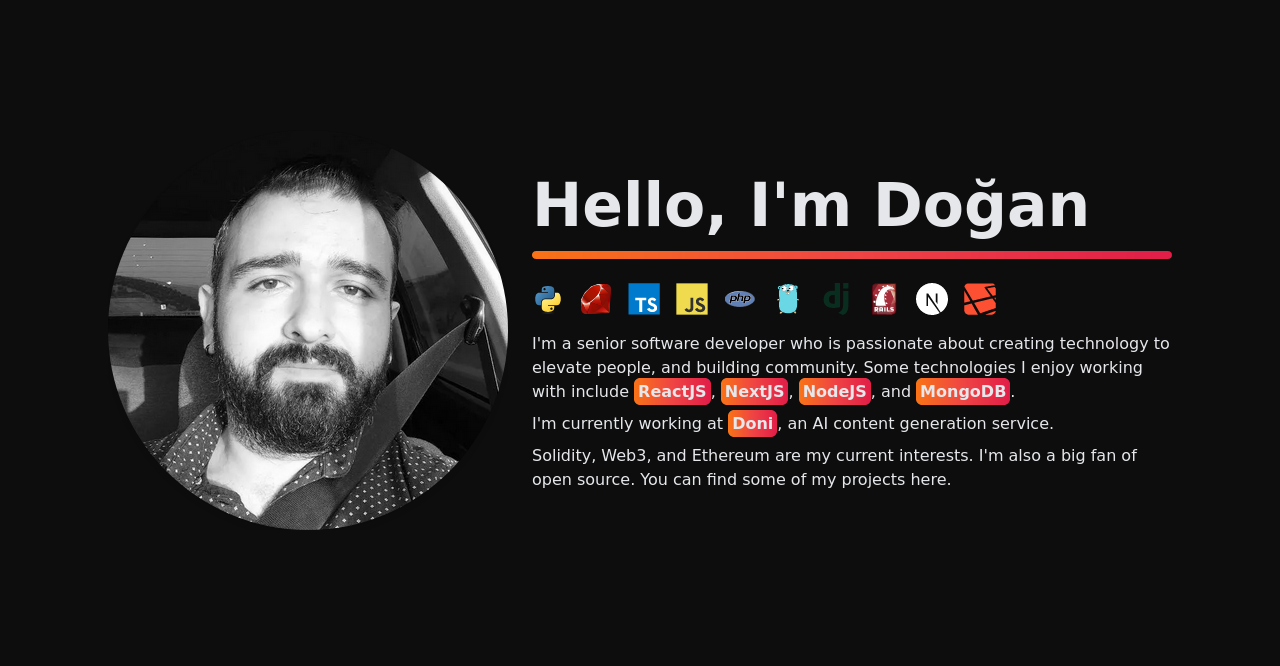 Hello, I'm Doğan
TS JS php dj RAILS N
I'm a senior software developer who is passionate about creating technology to
elevate people, and building community. Some technologies I enjoy working
with include ReactJS, NextJS, NodeJS, and MongoDB.
I'm currently working at Doni, an AI content generation service.
Solidity, Web3, and Ethereum are my current interests. I'm also a big fan of
open source. You can find some of my projects here.